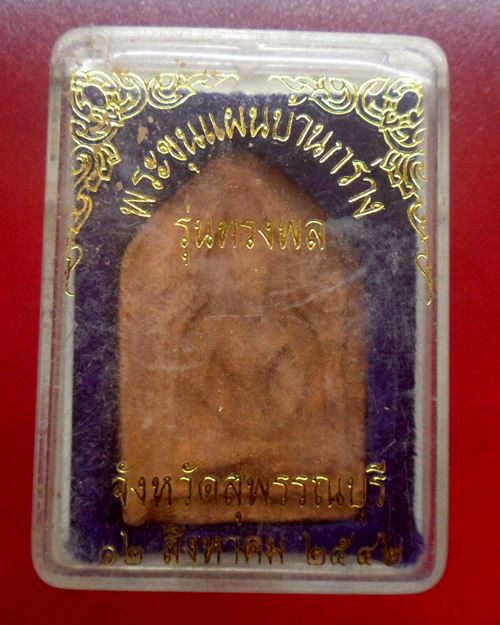 พระขุนแผนบ้านกร่าง
รุ่นทรงพล
จังหวัดสุพรรณบุรี
๑๒ สิงหาคม ๒๕๔๒